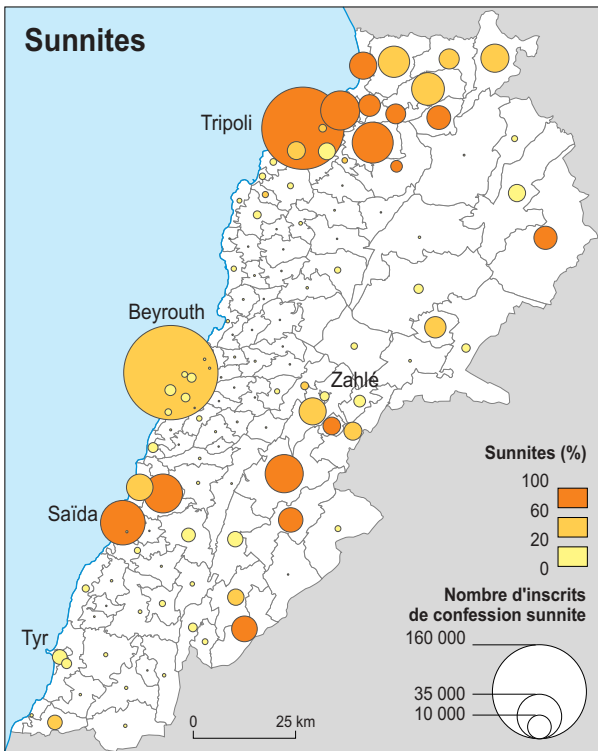 Sunnites
Tripoli
Beyrouth
Zahlé
Saïda
Tyr
Sunnites (%)
100
60
20
0
Nombre d'inscrits
de confession sunnite
160 000
35 000
10 000
0 25 km